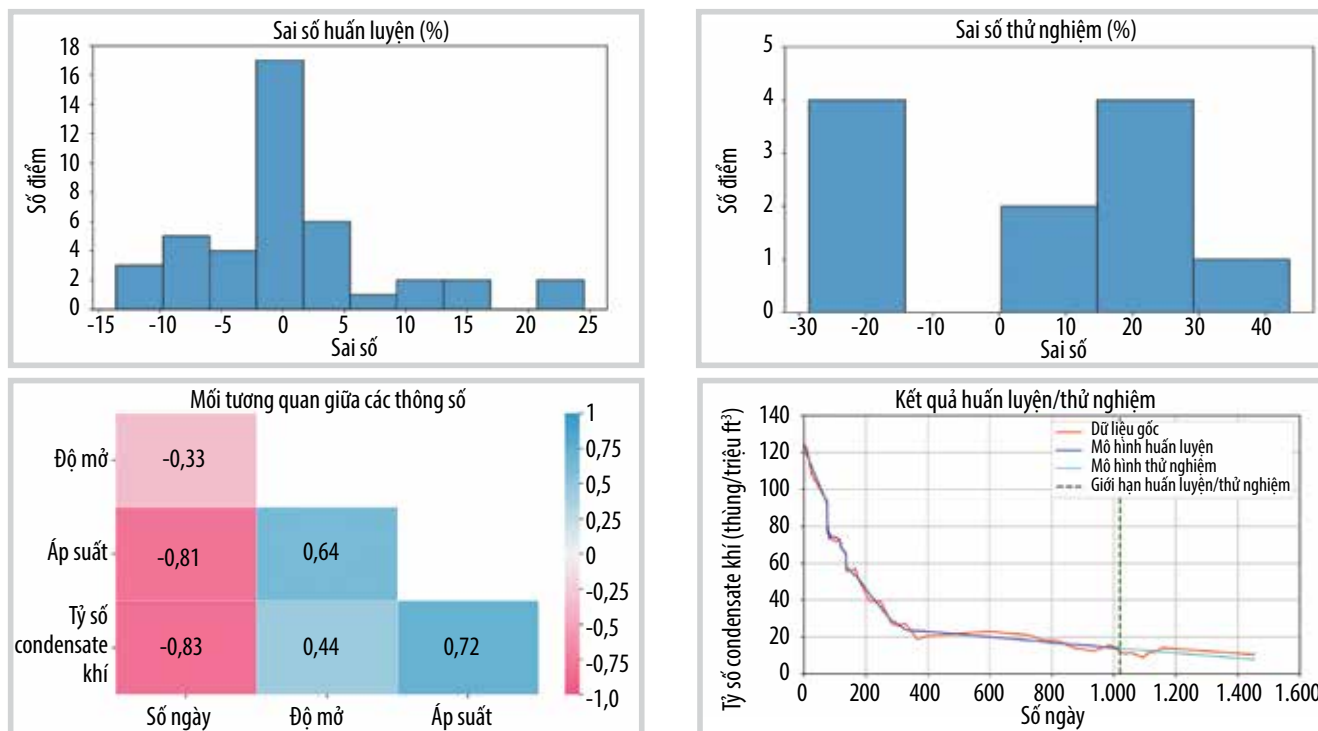 Sai số huấn luyện (%)
Số điểm
18
16
14
12
10
8
6
4
2
0
-15 -10 -5 0 5 10 15 20 25
Sai số
Sai số thử nghiệm (%)
Số điểm
5
4
3
2
1
0
-30 -20 -10 0 10 20 30 40
Sai số
Mối tương quan giữa các thông số
Độ mở
-0,33
Áp suất
-0,81 0,64
Tỷ số
condensate
khí
-0,83 0,44 0,72
Số ngày Độ mở Áp suất
1
0,75
0,5
0,25
0
-0,25
-0,5
-0,75
-1,0
Kết quả huấn luyện/thử nghiệm
Tỷ số condensate khí (thùng/triệu ft³)
140
120
100
80
60
40
20
0
Dữ liệu gốc
Mô hình huấn luyện
Mô hình thử nghiệm
Giới hạn huấn luyện/thử nghiệm
0 200 400 600 800 1.000 1.200 1.400 1.600
Số ngày